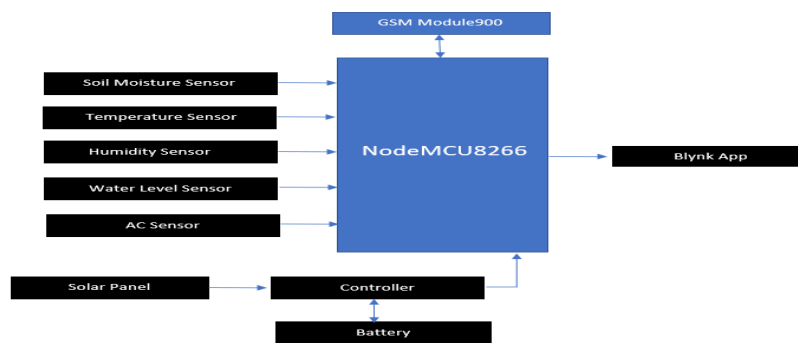 GSM Module900
Soil Moisture Sensor
Temperature Sensor
Humidity Sensor
NodeMCU8266
Blynk App
Water Level Sensor
AC Sensor
Solar Panel
Controller
Battery